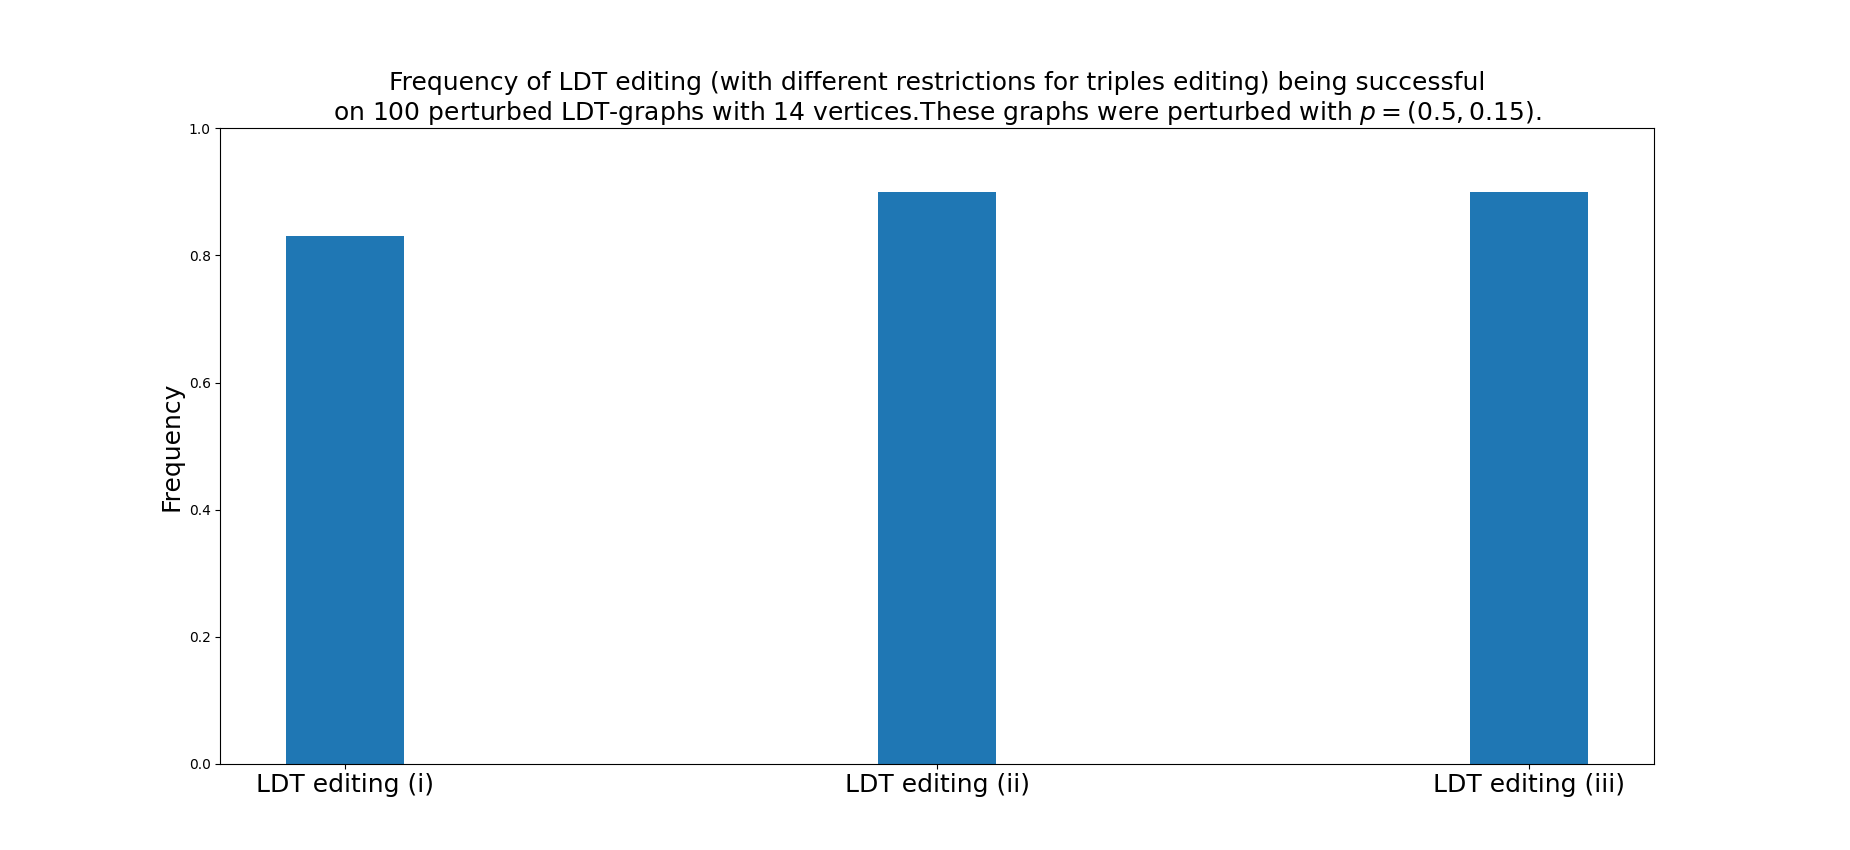 Frequency of LDT editing (with different restrictions for triples editing) being successful
on 100 perturbed LDT-graphs with 14 vertices.These graphs were perturbed with p = (0.5, 0.15).
1.0
0.8
0.6
0.4
0.2
0.0
Frequency
LDT editing (i)
LDT editing (ii)
LDT editing (iii)